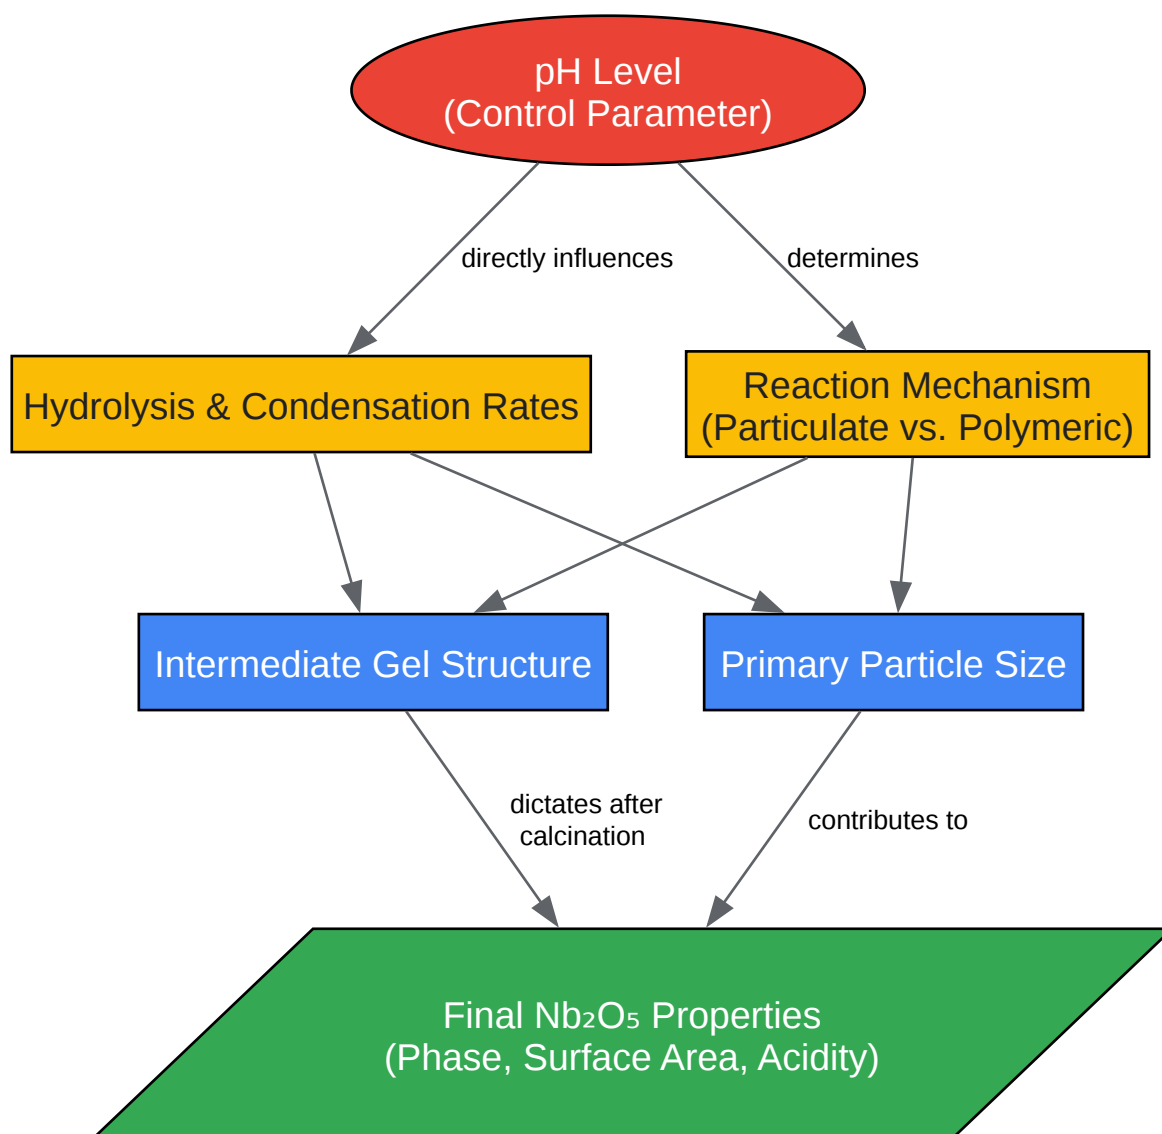 pH Level
(Control Parameter)
directly influences
determines
Hydrolysis & Condensation Rates
Reaction Mechanism
(Particulate vs. Polymeric)
Intermediate Gel Structure
Primary Particle Size
dictates after
calcination
contributes to
Final Nb₂O₅ Properties
(Phase, Surface Area, Acidity)